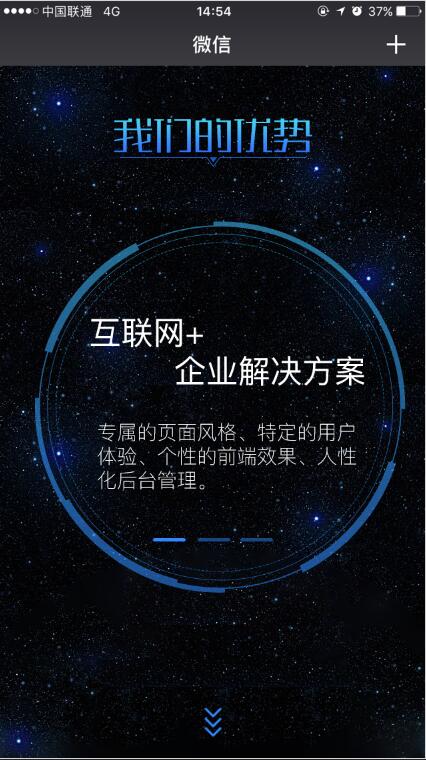 中国联通 4G 14:54 37%
微信
我们的优势
互联网+
企业解决方案
专属的页面风格、特定的用户
体验、个性的前端效果、人性
化后台管理。